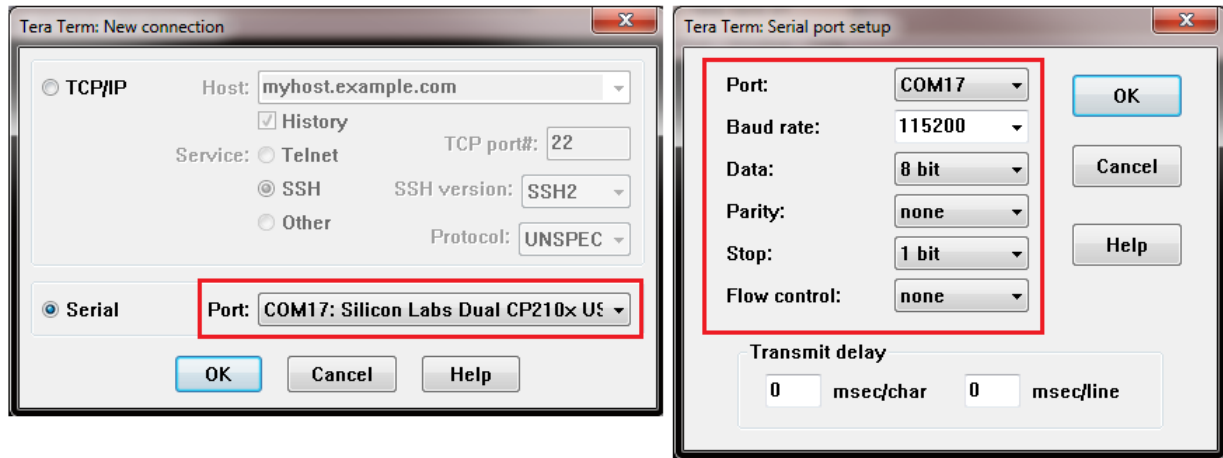 Tera Term: New connection
TCP/IP
Host: myhost.example.com
History
Service: Telnet
TCP port#: 22
SSH
SSH version: SSH2
Other
Protocol: UNSPEC
Serial
Port: COM17: Silicon Labs Dual CP210x US
OK Cancel Help
Tera Term: Serial port setup
Port: COM17
OK
Baud rate: 115200
Data: 8 bit
Cancel
Parity: none
Stop: 1 bit
Help
Flow control: none
Transmit delay
0 msec/char 0 msec/line